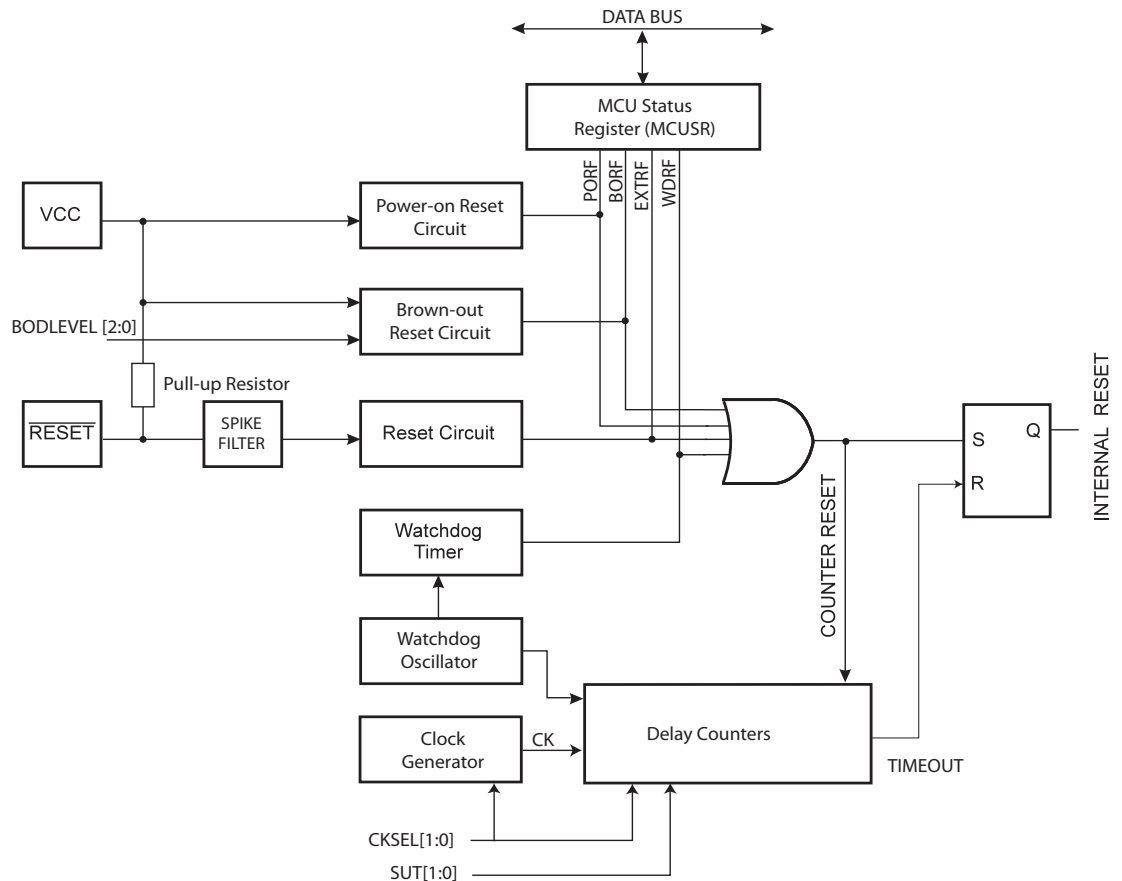 DATA BUS
MCU Status
Register (MCUSR)
PORF
BORF
EXTRF
WDRF
VCC
Power-on Reset
Circuit
BODLEVEL [2:0]
Brown-out
Reset Circuit
Pull-up Resistor
RESET
SPIKE
FILTER
Reset Circuit
S
Q
R
INTERNAL RESET
COUNTER RESET
Watchdog
Timer
Watchdog
Oscillator
Clock
Generator
CK
Delay Counters
TIMEOUT
CKSEL[1:0]
SUT[1:0]